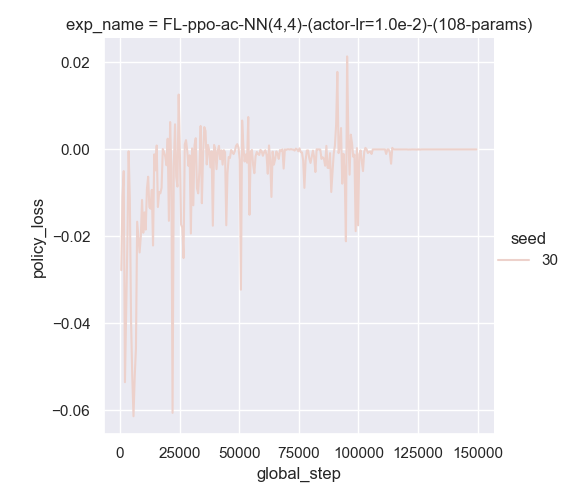 exp_name = FL-ppo-ac-NN(4,4)-(actor-lr=1.0e-2)-(108-params)
0.02
0.00
−0.02
−0.04
−0.06
policy_loss
seed
30
0 25000 50000 75000 100000 125000 150000
global_step